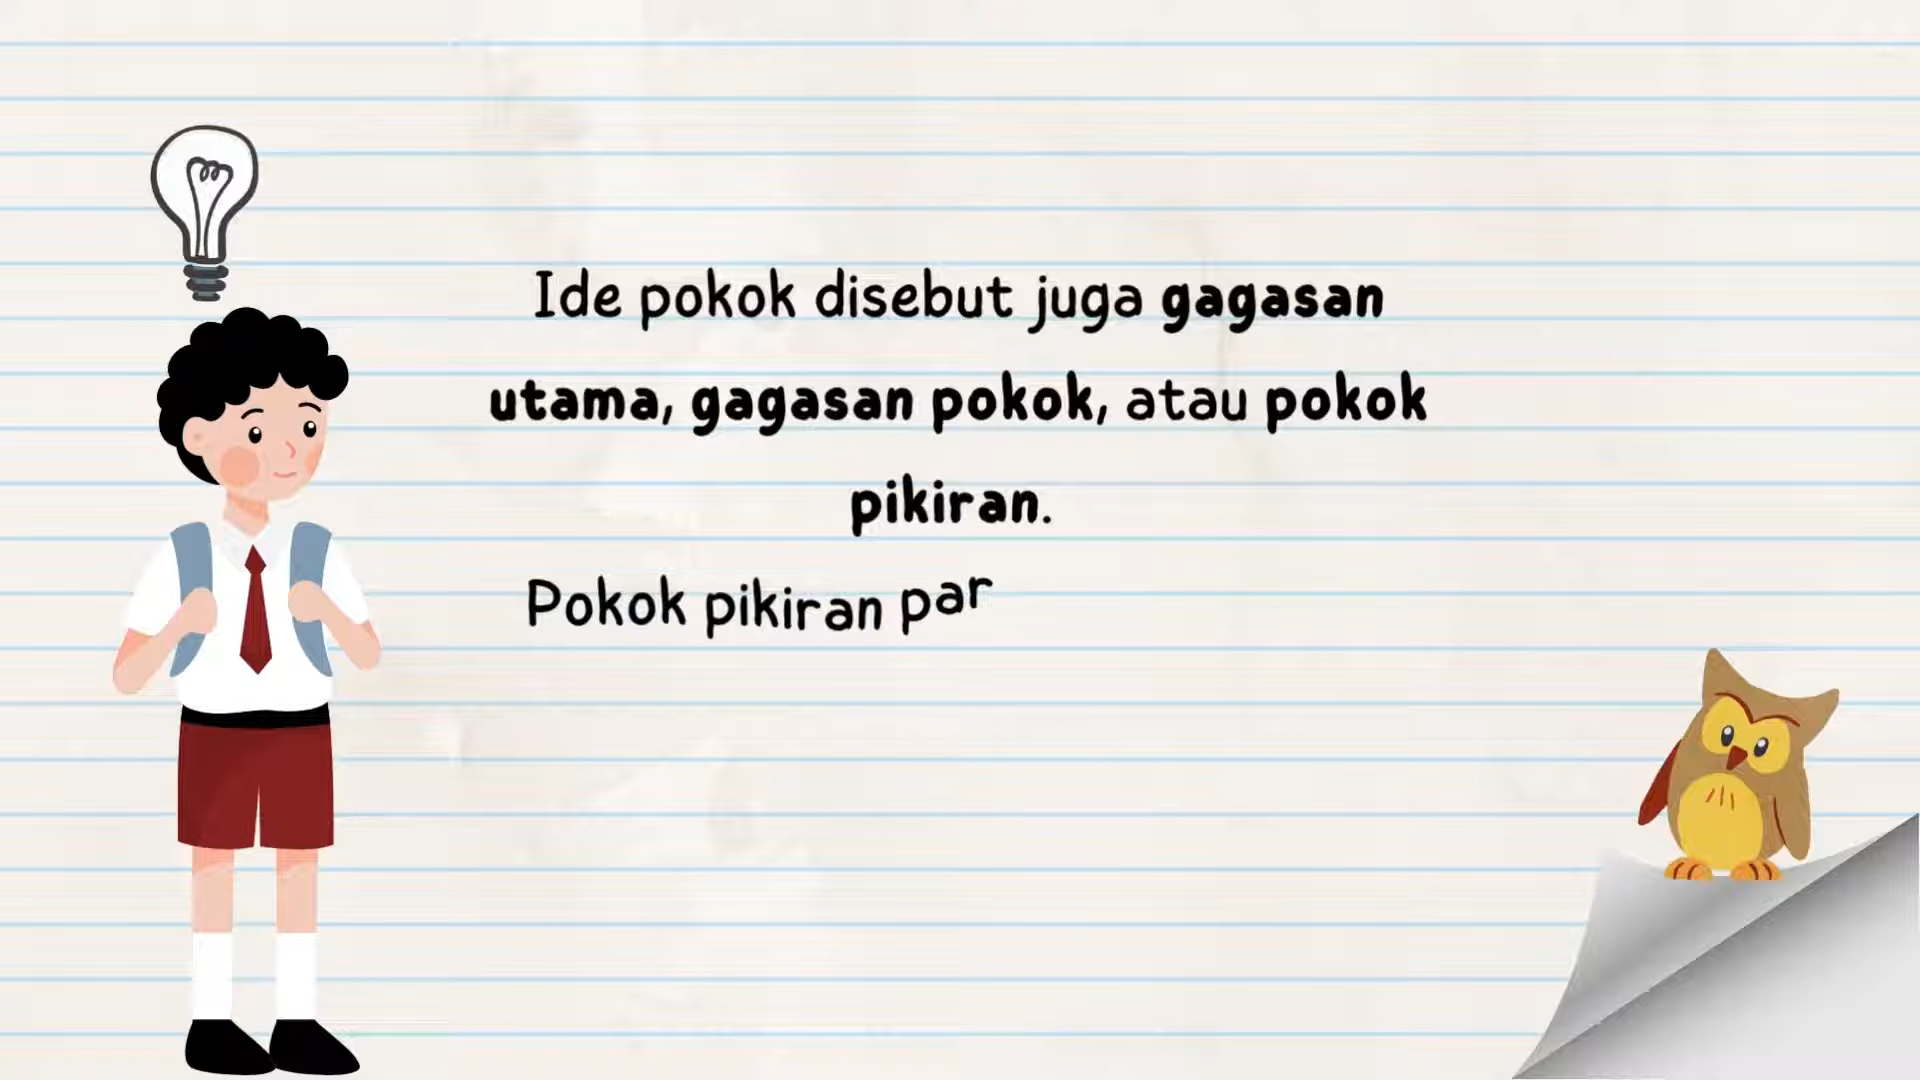 Ide pokok disebut juga gagasan
utama, gagasan pokok, atau pokok
pikiran.
Pokok pikiran par